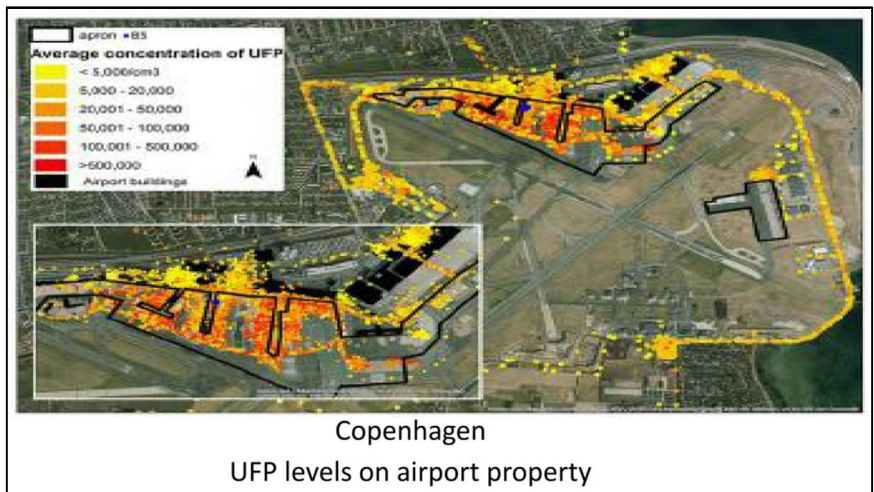 apron • B5
Average concentration of UFP
< 5,000/cm3
5,000 - 20,000
20,001 - 50,000
50,001 - 100,000
100,001 - 500,000
>500,000
Airport buildings
N
Copenhagen
UFP levels on airport property